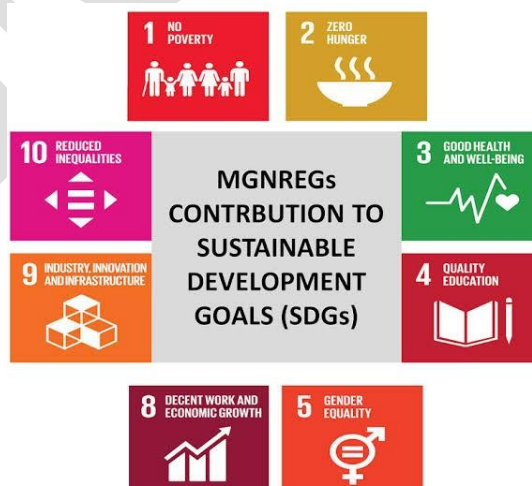 1 NO
POVERTY
2 ZERO
HUNGER
10 REDUCED
INEQUALITIES
3 GOOD HEALTH
AND WELL-BEING
MGNREGs
CONTRBUTION TO
SUSTAINABLE
DEVELOPMENT
GOALS (SDGs)
9 INDUSTRY, INNOVATION
AND INFRASTRUCTURE
4 QUALITY
EDUCATION
8 DECENT WORK AND
ECONOMIC GROWTH
5 GENDER
EQUALITY